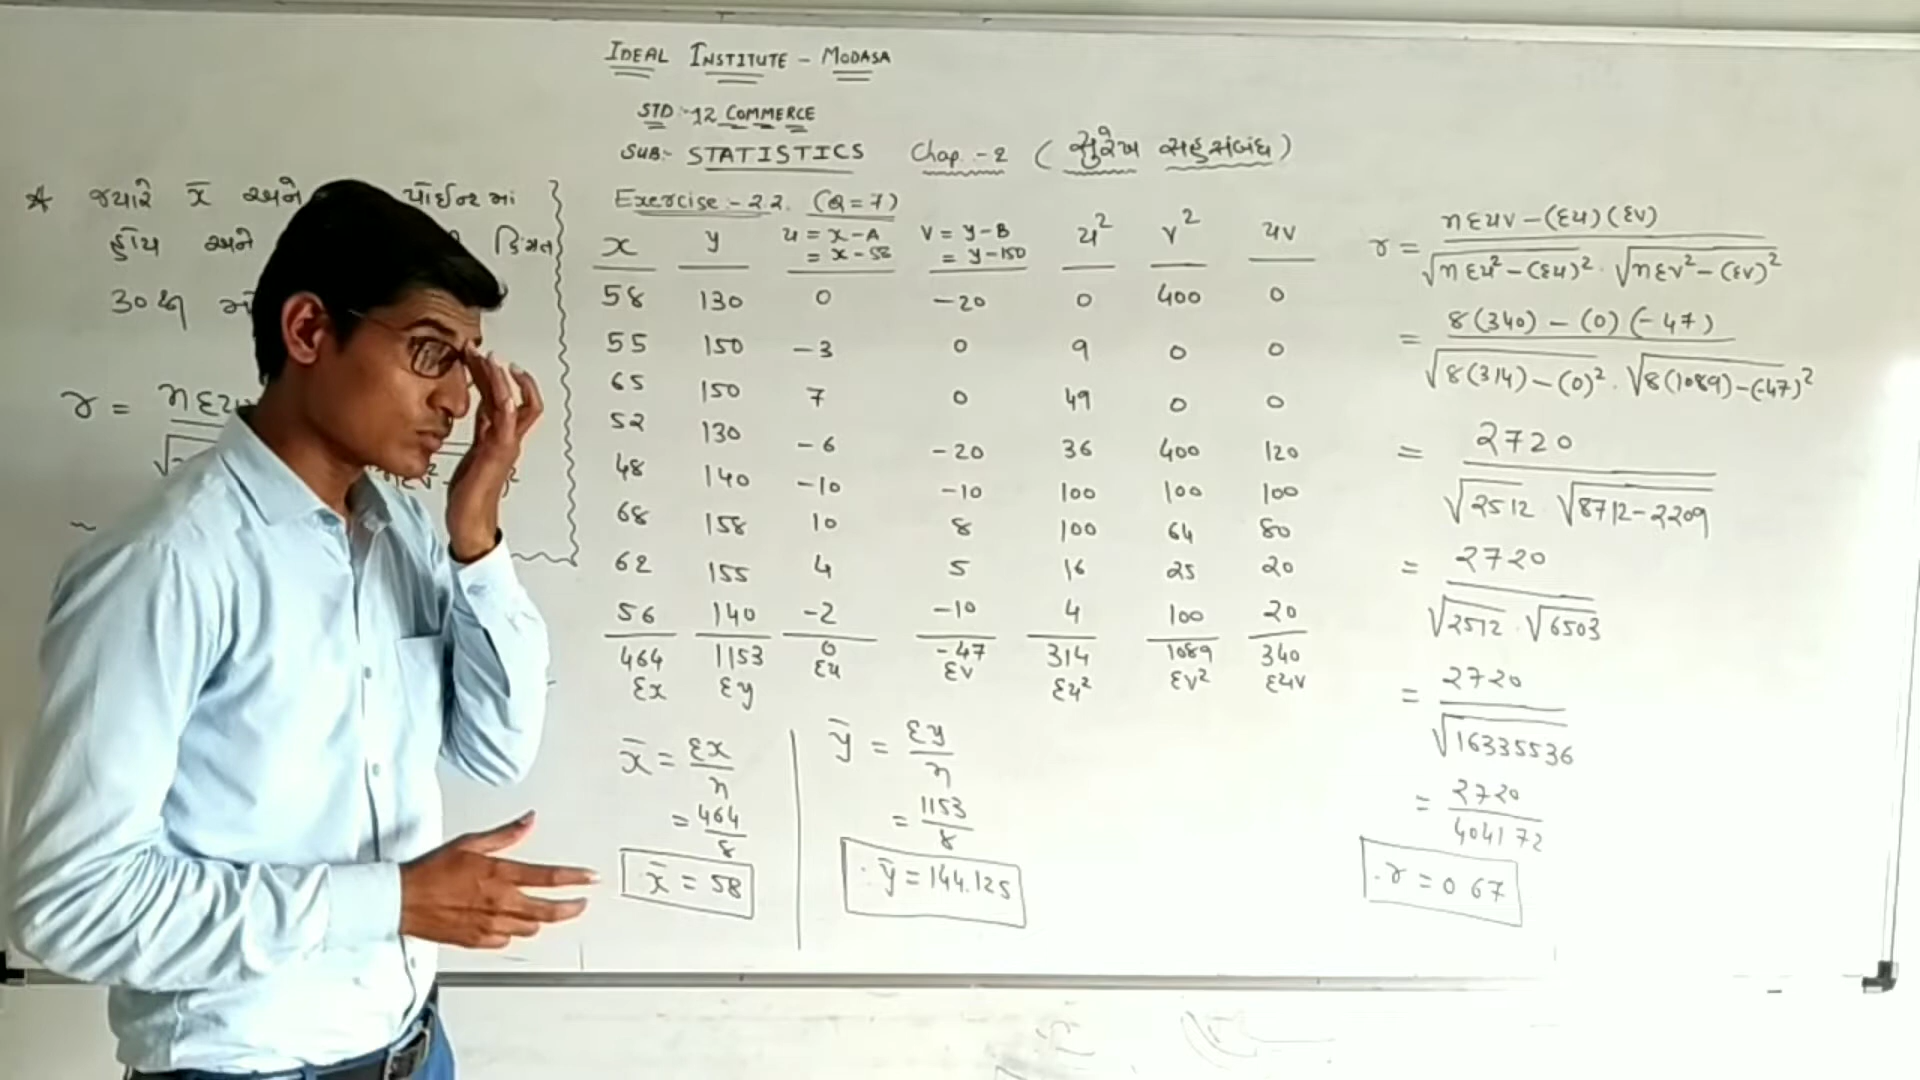 IDEAL INSTITUTE - MODASA
STD :- 12 COMMERCE
SUB:- STATISTICS Chap. - 2 ( સુરેખ સહસંબંધ )
* જ્યારે x̄ અને પૉઈન્ટ માં
હોય અને કિંમત
r = nΣuv
Exercise :- 2.2. (Q = 7)
x y u = x - A v = y - B u² v² uv
= x - 58 = y - 150
58 130 0 -20 0 400 0
55 150 -3 0 9 0 0
65 150 7 0 49 0 0
52 130 -6 -20 36 400 120
48 140 -10 -10 100 100 100
68 158 10 8 100 64 80
62 155 4 5 16 25 20
56 140 -2 -10 4 100 20
464 1153 0 -47 314 1089 340
Σx Σy Σu Σv Σu² Σv² Σuv
x̄ = Σx / n
= 464 / 8
x̄ = 58
ȳ = Σy / n
= 1153 / 8
∴ ȳ = 144.125
r = nΣuv - (Σu) (Σv) / √nΣu² - (Σu)² · √nΣv² - (Σv)²
= 8(340) - (0) (-47) / √8(314) - (0)² · √8(1089) - (-47)²
= 2720 / √2512 √8712 - 2209
= 2720 / √2512 · √6503
= 2720 / √16335536
= 2720 / 4041 72
∴ r = 0 67